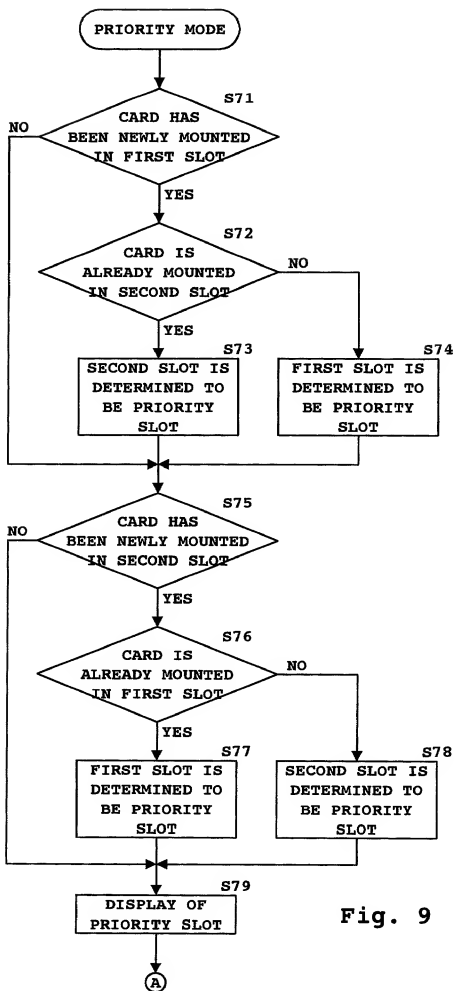 PRIORITY MODE
S71
CARD HAS
BEEN NEWLY MOUNTED
IN FIRST SLOT
NO
YES
S72
CARD IS
ALREADY MOUNTED
IN SECOND SLOT
NO
YES
S73
SECOND SLOT IS
DETERMINED TO
BE PRIORITY
SLOT
S74
FIRST SLOT IS
DETERMINED TO
BE PRIORITY
SLOT
S75
CARD HAS
BEEN NEWLY MOUNTED
IN SECOND SLOT
NO
YES
S76
CARD IS
ALREADY MOUNTED
IN FIRST SLOT
NO
YES
S77
FIRST SLOT IS
DETERMINED TO
BE PRIORITY
SLOT
S78
SECOND SLOT IS
DETERMINED TO
BE PRIORITY
SLOT
S79
DISPLAY OF
PRIORITY SLOT
Fig. 9
A